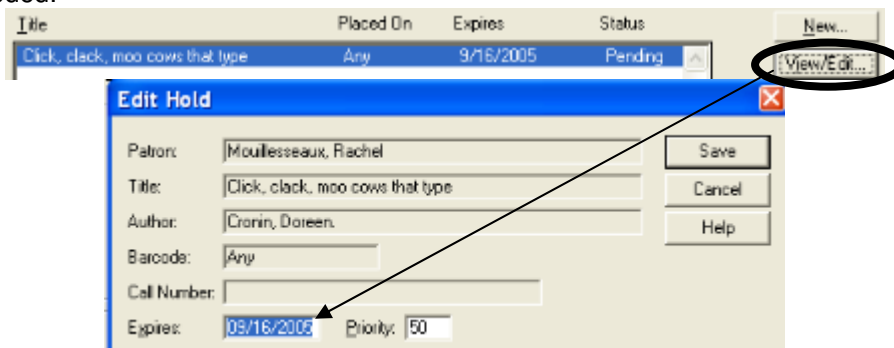 Title Placed On Expires Status New...
Click, clack, moo cows that type Any 9/16/2005 Pending View/Edit...
Edit Hold
Patron: Mouillesseaux, Rachel Save
Title: Click, clack, moo cows that type Cancel
Author: Cronin, Doreen. Help
Barcode: Any
Call Number:
Expires: 09/16/2005 Priority: 50